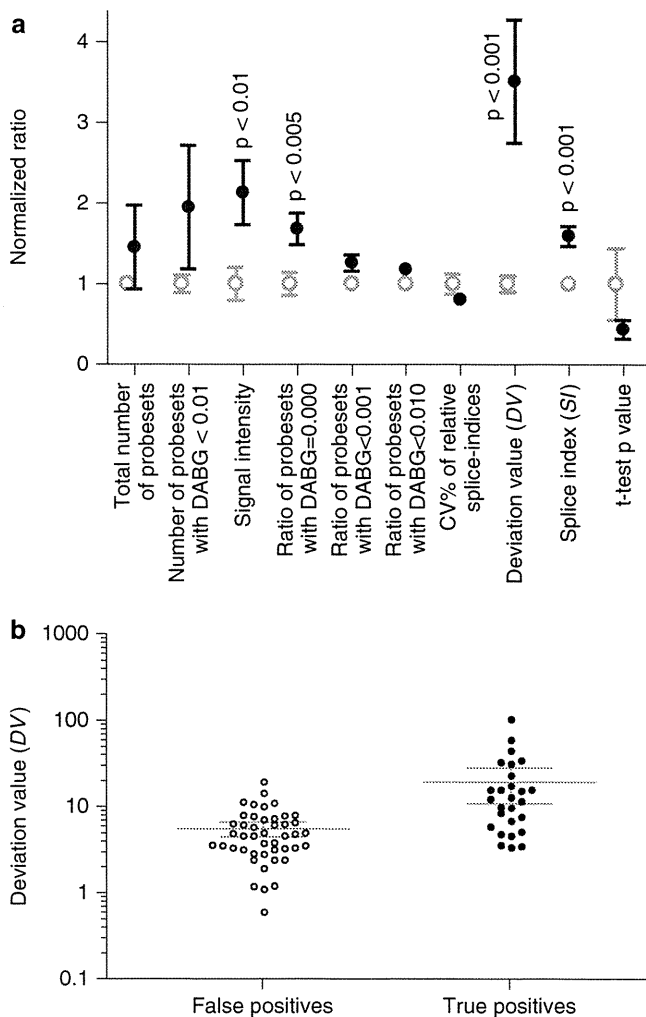 a
Normalized ratio
4
3
2
1
0
p < 0.01
p < 0.005
p < 0.001
p < 0.001
Total number
of probesets
Number of probesets
with DABG < 0.01
Signal intensity
Ratio of probesets
with DABG=0.000
Ratio of probesets
with DABG<0.001
Ratio of probesets
with DABG<0.010
CV% of relative
splice-indices
Deviation value (DV)
Splice index (SI)
t-test p value
b
Deviation value (DV)
1000
100
10
1
0.1
False positives
True positives